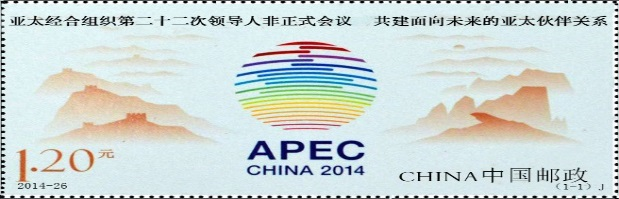 亚太经合组织第二十二次领导人非正式会议 共建面向未来的亚太伙伴关系
APEC
CHINA 2014
1.20元
2014-26
CHINA中国邮政
(1-1)J